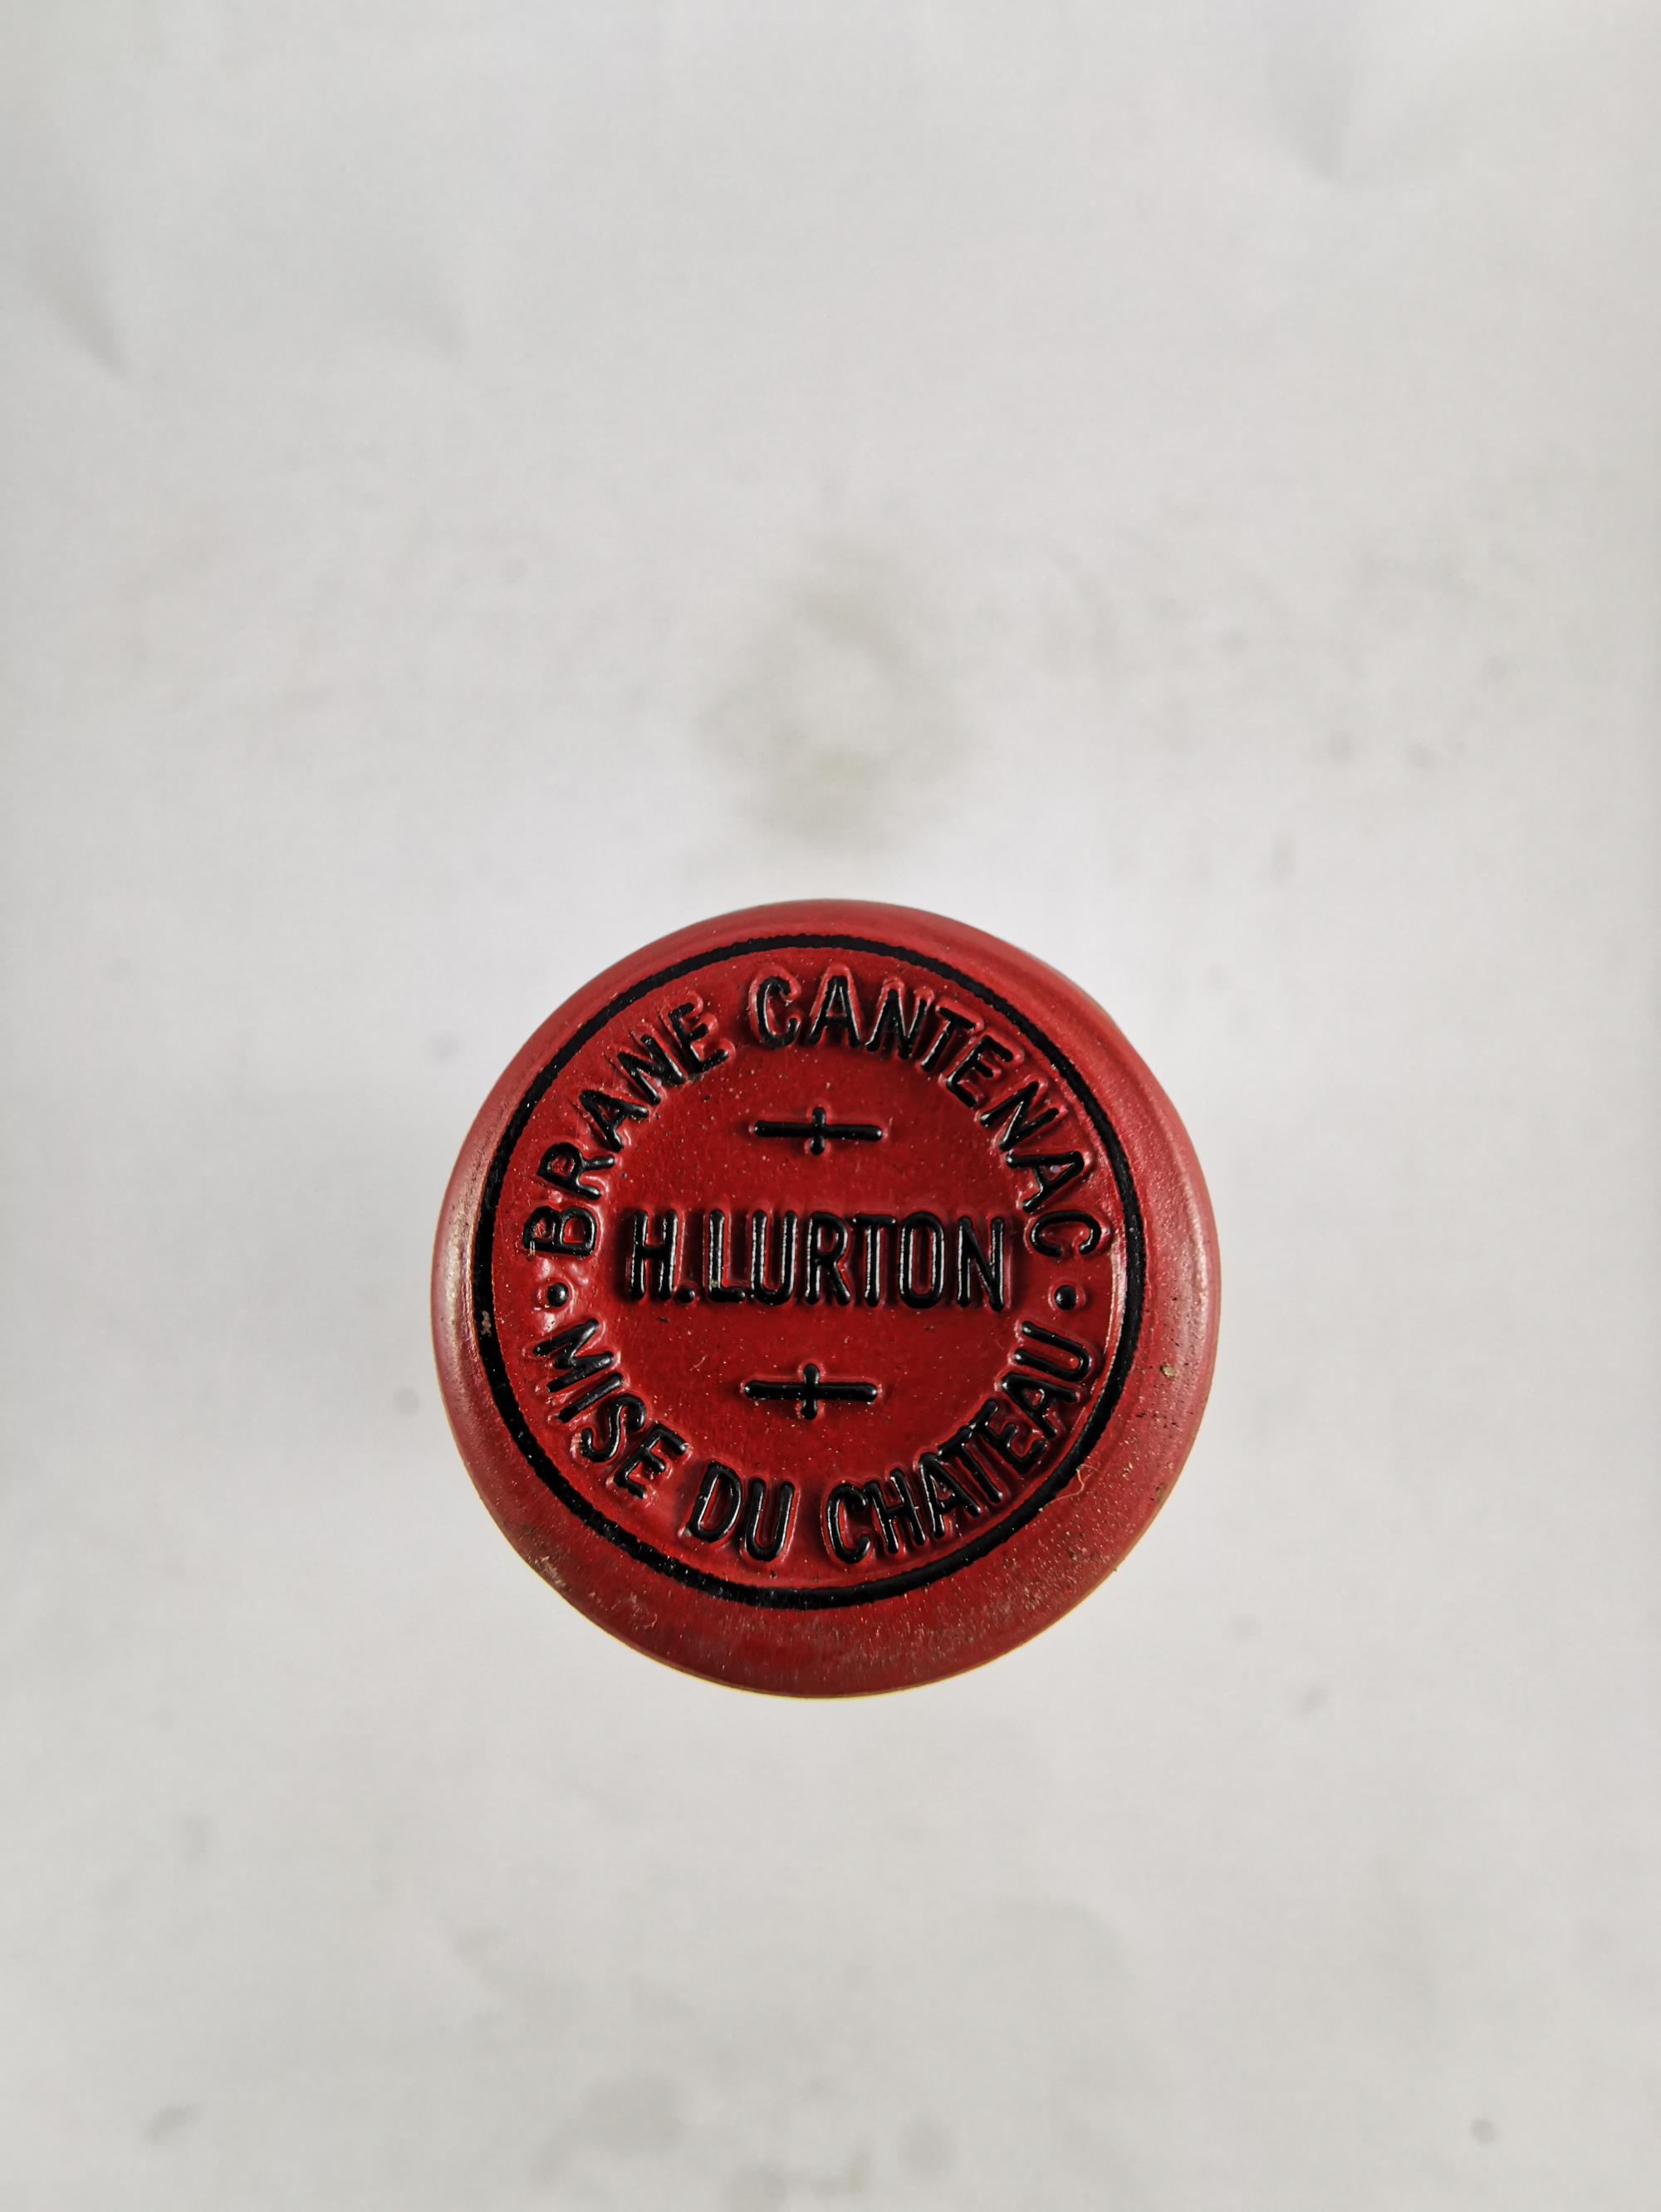 BRANE CANTENAC
H.LURTON
MISE DU CHATEAU